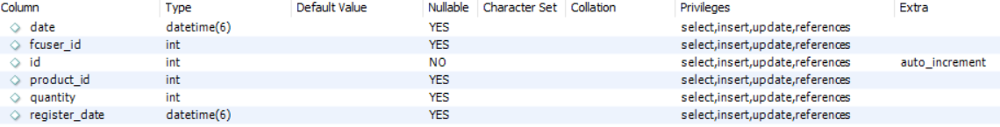 Column Type Default Value Nullable Character Set Collation Privileges Extra
date datetime(6) YES select,insert,update,references
fcuser_id int YES select,insert,update,references
id int NO select,insert,update,references auto_increment
product_id int YES select,insert,update,references
quantity int YES select,insert,update,references
register_date datetime(6) YES select,insert,update,references